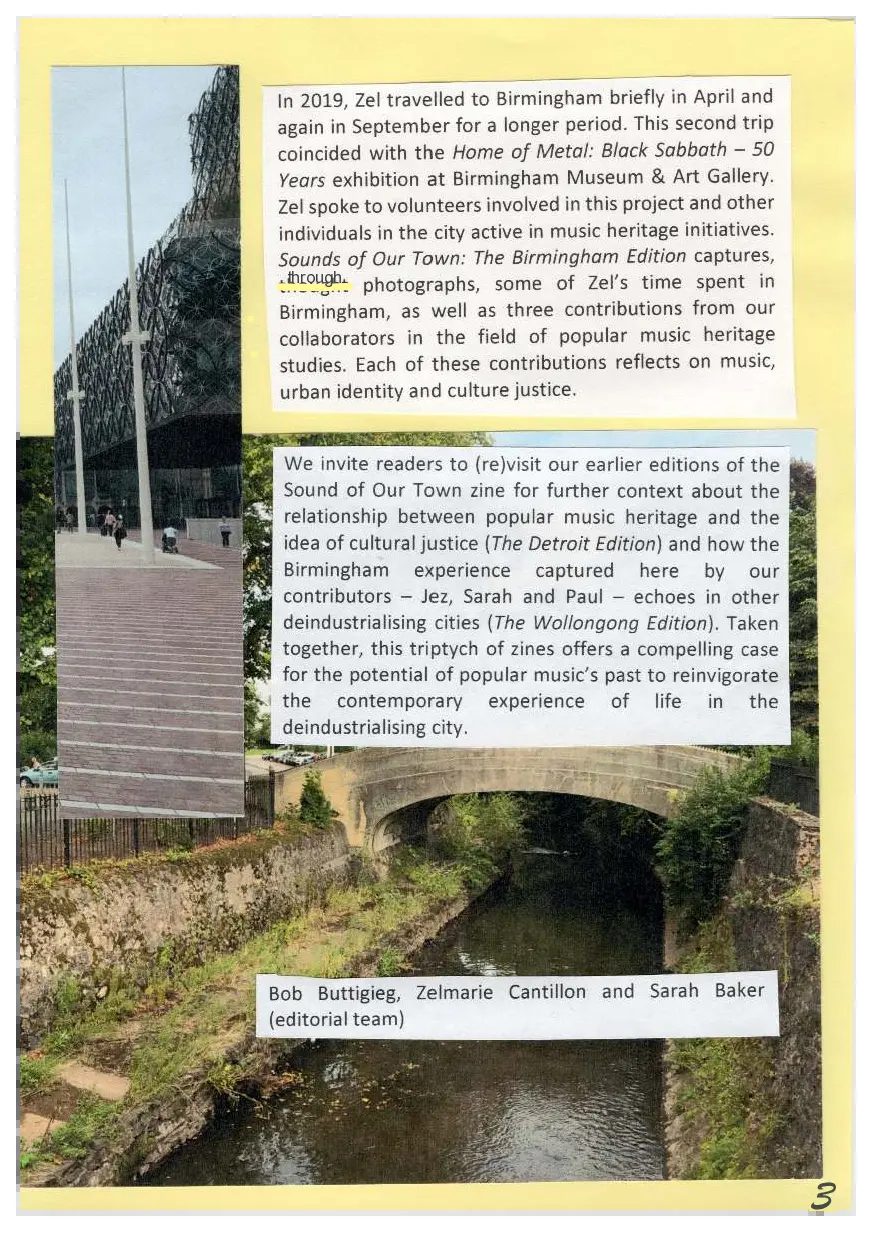 In 2019, Zel travelled to Birmingham briefly in April and
again in September for a longer period. This second trip
coincided with the Home of Metal: Black Sabbath – 50
Years exhibition at Birmingham Museum & Art Gallery.
Zel spoke to volunteers involved in this project and other
individuals in the city active in music heritage initiatives.
Sounds of Our Town: The Birmingham Edition captures,
through photographs, some of Zel's time spent in
Birmingham, as well as three contributions from our
collaborators in the field of popular music heritage
studies. Each of these contributions reflects on music,
urban identity and culture justice.
We invite readers to (re)visit our earlier editions of the
Sound of Our Town zine for further context about the
relationship between popular music heritage and the
idea of cultural justice (The Detroit Edition) and how the
Birmingham experience captured here by our
contributors – Jez, Sarah and Paul – echoes in other
deindustrialising cities (The Wollongong Edition). Taken
together, this triptych of zines offers a compelling case
for the potential of popular music's past to reinvigorate
the contemporary experience of life in the
deindustrialising city.
Bob Buttigieg, Zelmarie Cantillon and Sarah Baker
(editorial team)
3